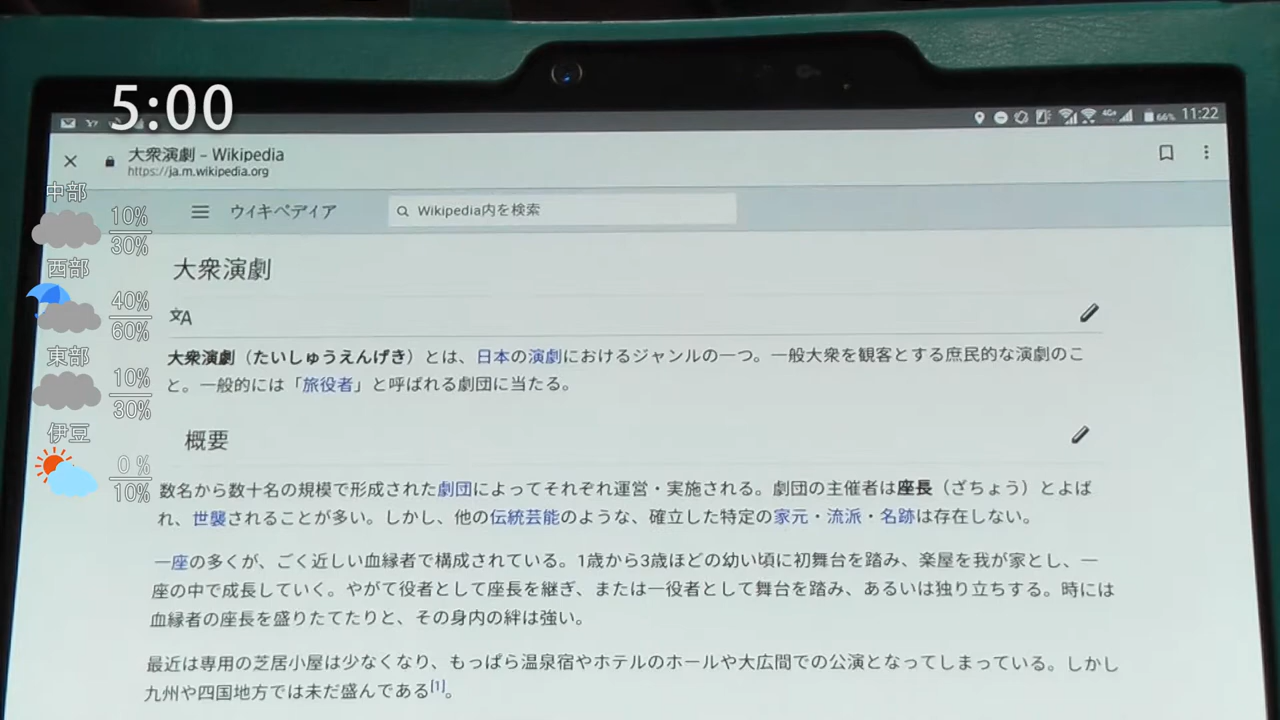 5:00
4G+ 66% 11:22
大衆演劇 – Wikipedia
https://ja.m.wikipedia.org
中部
10%
30%
西部
40%
60%
東部
10%
30%
伊豆
0%
10%
ウィキペディア
Wikipedia内を検索
大衆演劇
文A
大衆演劇（たいしゅうえんげき）とは、日本の演劇におけるジャンルの一つ。一般大衆を観客とする庶民的な演劇のこ
と。一般的には「旅役者」と呼ばれる劇団に当たる。
概要
数名から数十名の規模で形成された劇団によってそれぞれ運営・実施される。劇団の主催者は座長（ざちょう）とよば
れ、世襲されることが多い。しかし、他の伝統芸能のような、確立した特定の家元・流派・名跡は存在しない。
一座の多くが、ごく近しい血縁者で構成されている。1歳から3歳ほどの幼い頃に初舞台を踏み、楽屋を我が家とし、一
座の中で成長していく。やがて役者として座長を継ぎ、または一役者として舞台を踏み、あるいは独り立ちする。時には
血縁者の座長を盛りたてたりと、その身内の絆は強い。
最近は専用の芝居小屋は少なくなり、もっぱら温泉宿やホテルのホールや大広間での公演となってしまっている。しかし
九州や四国地方では未だ盛んである[1]。